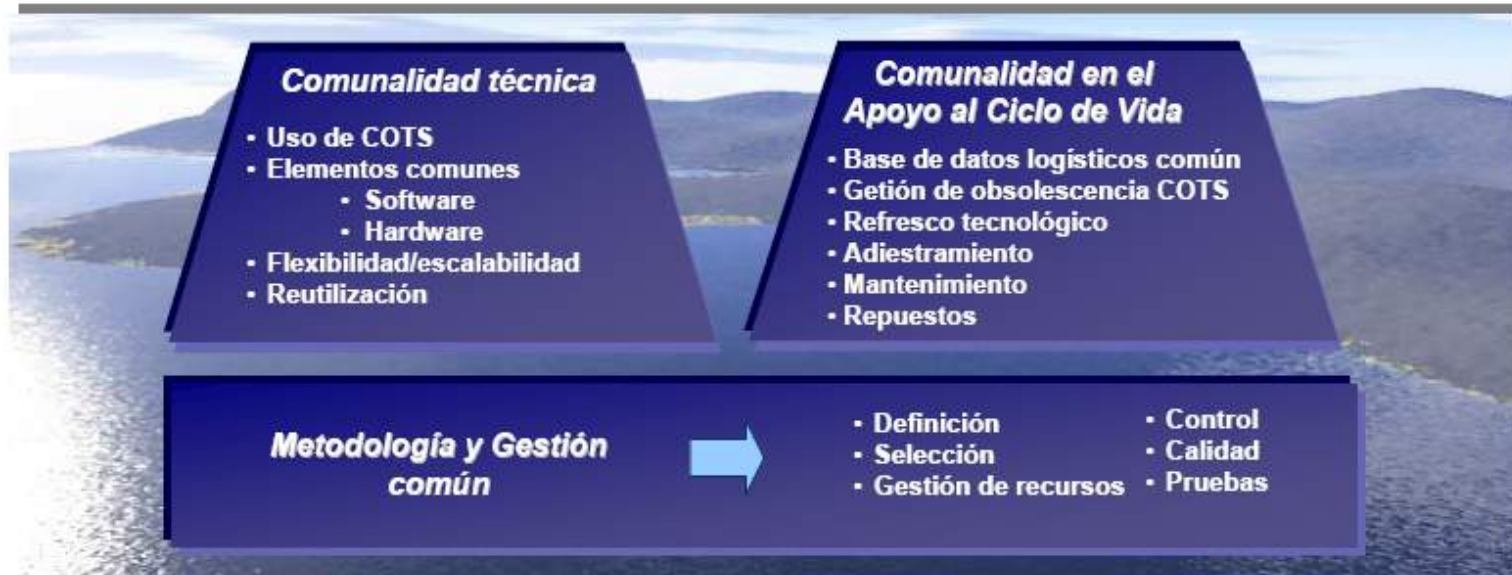 Comunalidad técnica
• Uso de COTS
• Elementos comunes
• Software
• Hardware
• Flexibilidad/escalabilidad
• Reutilización
Comunalidad en el
Apoyo al Ciclo de Vida
• Base de datos logísticos común
• Getión de obsolescencia COTS
• Refresco tecnológico
• Adiestramiento
• Mantenimiento
• Repuestos
Metodología y Gestión
común
• Definición
• Selección
• Gestión de recursos
• Control
• Calidad
• Pruebas